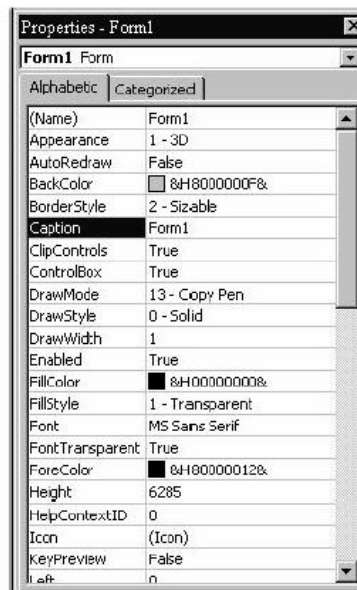 Properties - Form1
Form1 Form
Alphabetic Categorized
(Name) Form1
Appearance 1 - 3D
AutoRedraw False
BackColor &H8000000F&
BorderStyle 2 - Sizable
Caption Form1
ClipControls True
ControlBox True
DrawMode 13 - Copy Pen
DrawStyle 0 - Solid
DrawWidth 1
Enabled True
FillColor &H00000000&
FillStyle 1 - Transparent
Font MS Sans Serif
FontTransparent True
ForeColor &H80000012&
Height 6285
HelpContextID 0
Icon (Icon)
KeyPreview False
Left 0